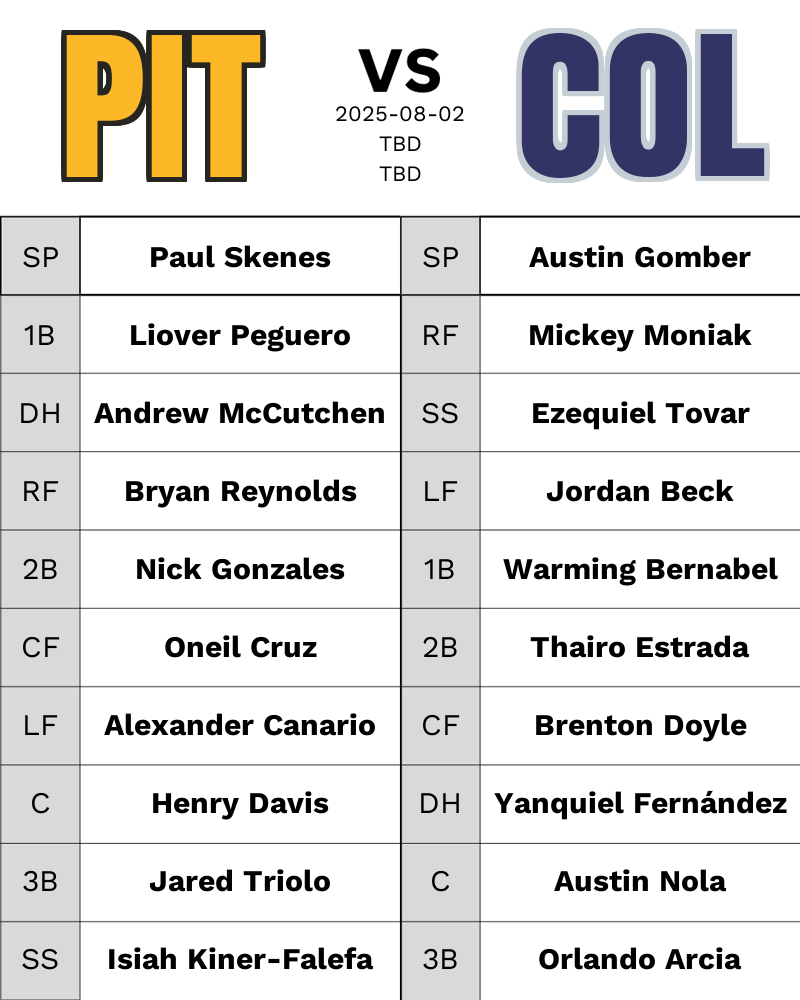 PIT VS COL
2025-08-02
TBD
TBD
SP Paul Skenes SP Austin Gomber
1B Liover Peguero RF Mickey Moniak
DH Andrew McCutchen SS Ezequiel Tovar
RF Bryan Reynolds LF Jordan Beck
2B Nick Gonzales 1B Warming Bernabel
CF Oneil Cruz 2B Thairo Estrada
LF Alexander Canario CF Brenton Doyle
C Henry Davis DH Yanquiel Fernández
3B Jared Triolo C Austin Nola
SS Isiah Kiner-Falefa 3B Orlando Arcia